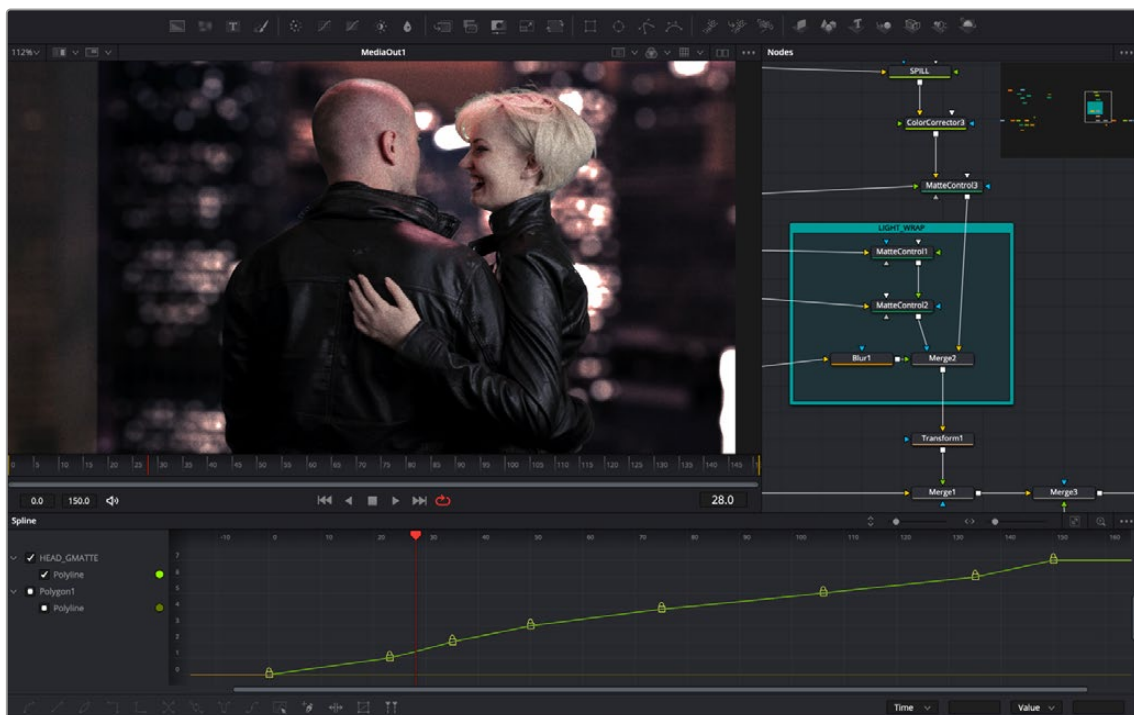 112%
MediaOut1
Nodes
SPILL
ColorCorrector3
MatteControl3
LIGHT_WRAP
MatteControl1
MatteControl2
Blur1
Merge2
Transform1
Merge1
Merge3
0 5 10 15 20 25 30 35 40 45 50 55 60 65 70 75 80 85 90 95 100 105 110 115 120 125 130 135 140 145
0.0
150.0
28.0
Spline
-10 0 10 20 30 40 50 60 70 80 90 100 110 120 130 140 150 160
HEAD_GMATTE
Polyline
Polygon1
Polyline
7
6
5
4
3
2
1
0
Time
Value